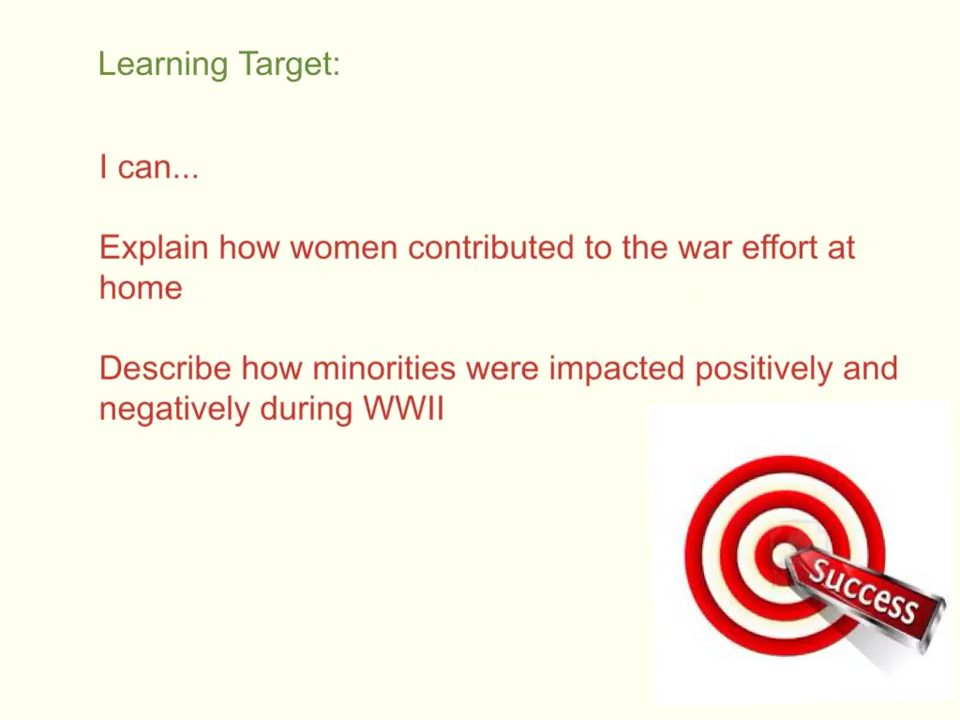 Learning Target:
I can...
Explain how women contributed to the war effort at
home
Describe how minorities were impacted positively and
negatively during WWII
success